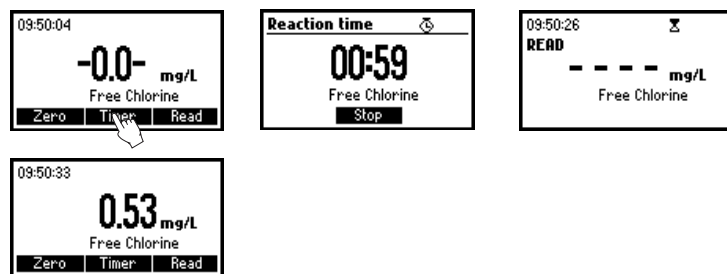 09:50:04
-0.0- mg/L
Free Chlorine
Zero Timer Read
Reaction time
00:59
Free Chlorine
Stop
09:50:26
READ
---- mg/L
Free Chlorine
09:50:33
0.53 mg/L
Free Chlorine
Zero Timer Read